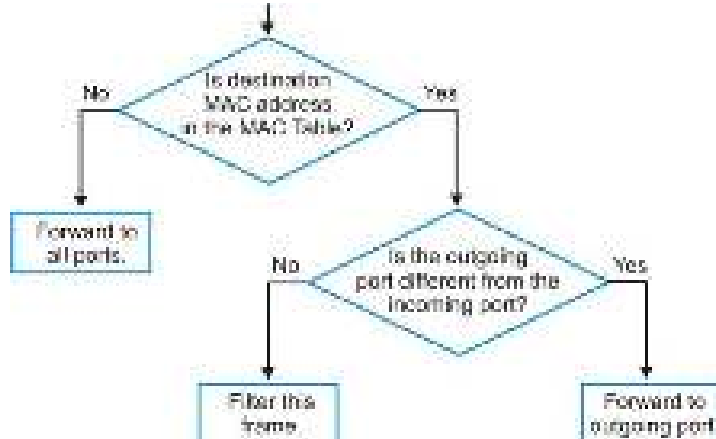 Is destination
MAC address
in the MAC Table?
No
Yes
Forward to
all ports.
Is the outgoing
port different from the
incoming port?
No
Yes
Filter this
frame
Forward to
outgoing port